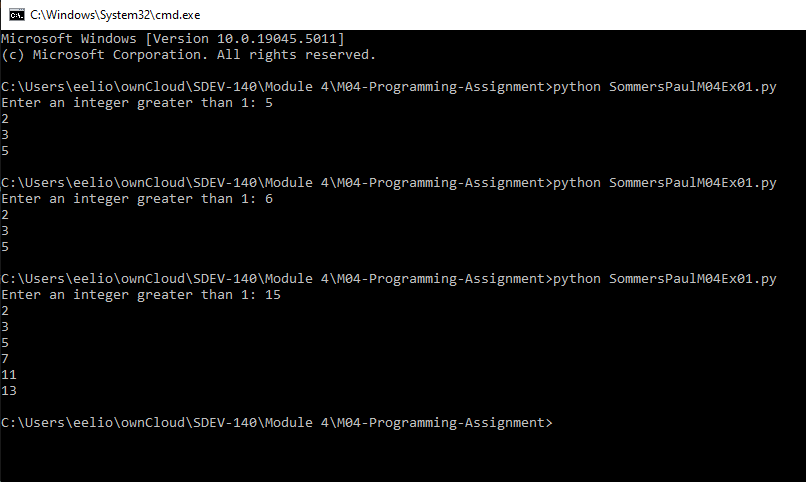 C:\Windows\System32\cmd.exe
Microsoft Windows [Version 10.0.19045.5011]
(c) Microsoft Corporation. All rights reserved.
C:\Users\eelio\ownCloud\SDEV-140\Module 4\M04-Programming-Assignment>python SommersPaulM04Ex01.py
Enter an integer greater than 1: 5
2
3
5
C:\Users\eelio\ownCloud\SDEV-140\Module 4\M04-Programming-Assignment>python SommersPaulM04Ex01.py
Enter an integer greater than 1: 6
2
3
5
C:\Users\eelio\ownCloud\SDEV-140\Module 4\M04-Programming-Assignment>python SommersPaulM04Ex01.py
Enter an integer greater than 1: 15
2
3
5
7
11
13
C:\Users\eelio\ownCloud\SDEV-140\Module 4\M04-Programming-Assignment>